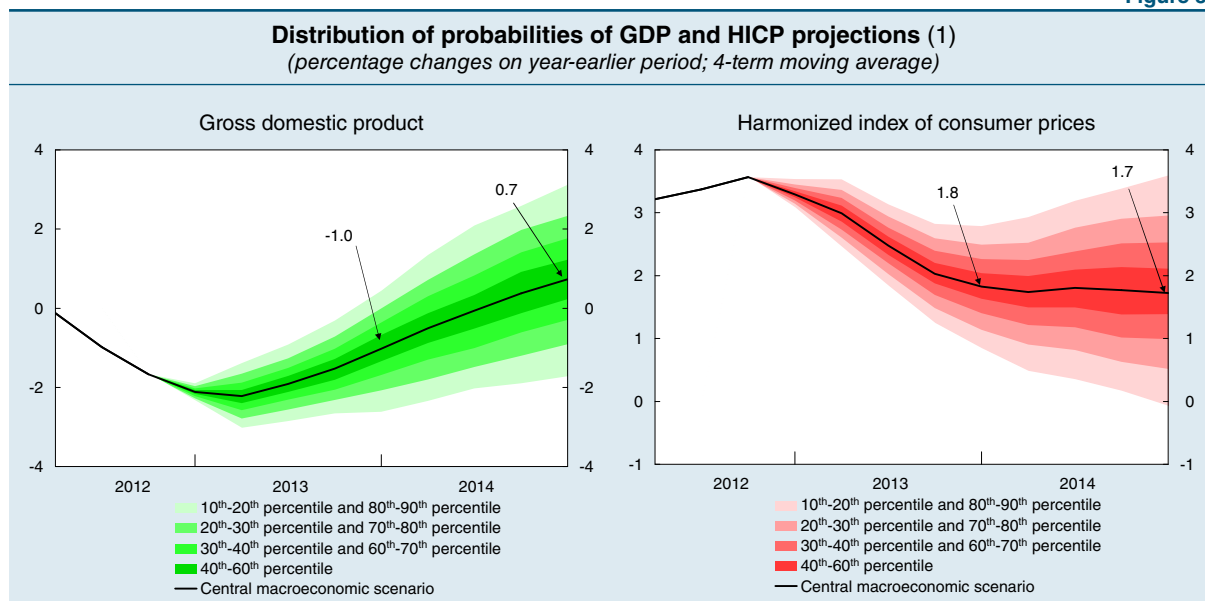 Distribution of probabilities of GDP and HICP projections (1)
(percentage changes on year-earlier period; 4-term moving average)
Gross domestic product
4 4
2 2
0 0
-2 -2
-4 -4
-1.0
0.7
2012 2013 2014
10th-20th percentile and 80th-90th percentile
20th-30th percentile and 70th-80th percentile
30th-40th percentile and 60th-70th percentile
40th-60th percentile
Central macroeconomic scenario
Harmonized index of consumer prices
4 4
3 3
2 2
1 1
0 0
-1 -1
1.8
1.7
2012 2013 2014
10th-20th percentile and 80th-90th percentile
20th-30th percentile and 70th-80th percentile
30th-40th percentile and 60th-70th percentile
40th-60th percentile
Central macroeconomic scenario